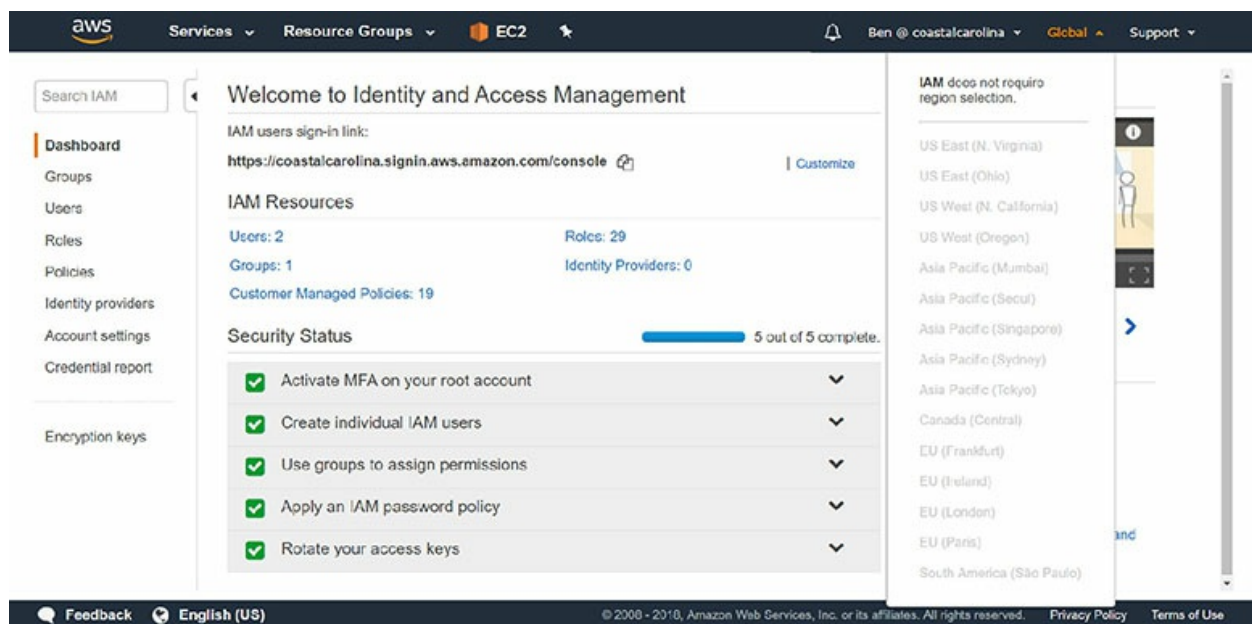 aws
Services
Resource Groups
EC2
Ben @ coastalcarolina
Global
Support
Search IAM
Dashboard
Groups
Users
Roles
Policies
Identity providers
Account settings
Credential report
Encryption keys
Welcome to Identity and Access Management
IAM users sign-in link:
https://coastalcarolina.signin.aws.amazon.com/console
Customize
IAM Resources
Users: 2
Roles: 29
Groups: 1
Identity Providers: 0
Customer Managed Policies: 19
Security Status
5 out of 5 complete.
Activate MFA on your root account
Create individual IAM users
Use groups to assign permissions
Apply an IAM password policy
Rotate your access keys
IAM does not require
region selection.
US East (N. Virginia)
US East (Ohio)
US West (N. California)
US West (Oregon)
Asia Pacific (Mumbai)
Asia Pacific (Seoul)
Asia Pacific (Singapore)
Asia Pacific (Sydney)
Asia Pacific (Tokyo)
Canada (Central)
EU (Frankfurt)
EU (Ireland)
EU (London)
EU (Paris)
South America (São Paulo)
and
Feedback
English (US)
© 2008 - 2018, Amazon Web Services, Inc. or its affiliates. All rights reserved.
Privacy Policy
Terms of Use